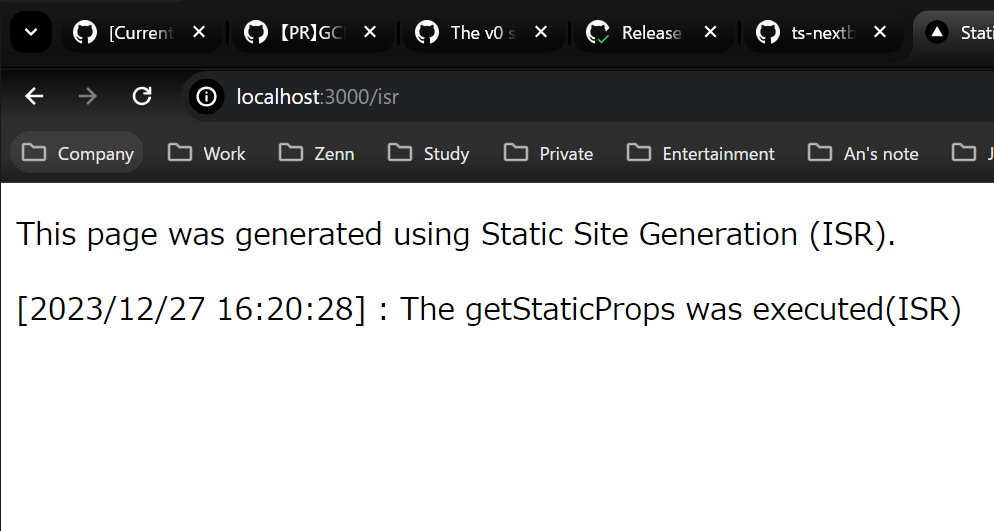 [Current
【PR】GC
The v0 s
Release
ts-nextb
Stati
localhost:3000/isr
Company
Work
Zenn
Study
Private
Entertainment
An's note
This page was generated using Static Site Generation (ISR).
[2023/12/27 16:20:28] : The getStaticProps was executed(ISR)